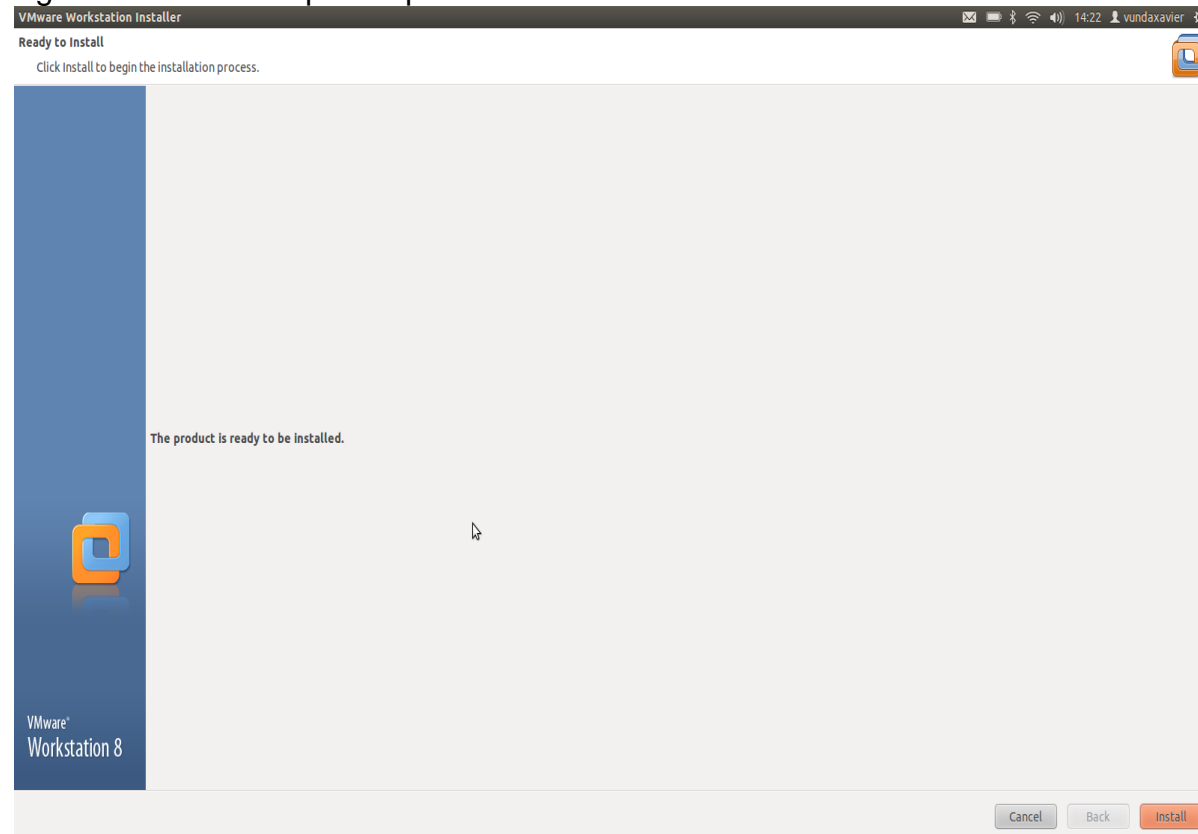 VMware Workstation Installer 14:22 vundaxavier
Ready to Install
Click Install to begin the installation process.
The product is ready to be installed.
VMware®
Workstation 8
Cancel Back Install